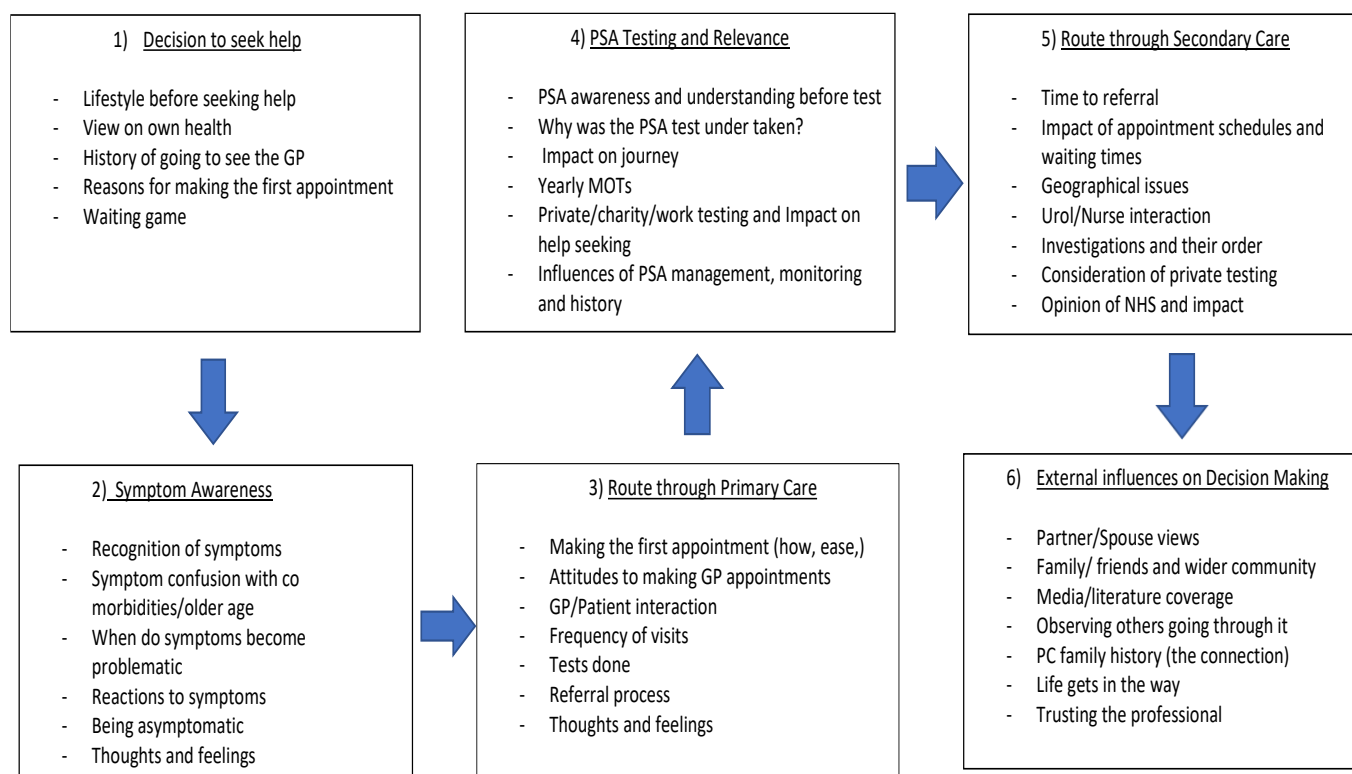 1) Decision to seek help
- Lifestyle before seeking help
- View on own health
- History of going to see the GP
- Reasons for making the first appointment
- Waiting game
2) Symptom Awareness
- Recognition of symptoms
- Symptom confusion with co
morbidities/older age
- When do symptoms become
problematic
- Reactions to symptoms
- Being asymptomatic
- Thoughts and feelings
3) Route through Primary Care
- Making the first appointment (how, ease,)
- Attitudes to making GP appointments
- GP/Patient interaction
- Frequency of visits
- Tests done
- Referral process
- Thoughts and feelings
4) PSA Testing and Relevance
- PSA awareness and understanding before test
- Why was the PSA test under taken?
- Impact on journey
- Yearly MOTs
- Private/charity/work testing and Impact on
help seeking
- Influences of PSA management, monitoring
and history
5) Route through Secondary Care
- Time to referral
- Impact of appointment schedules and
waiting times
- Geographical issues
- Urol/Nurse interaction
- Investigations and their order
- Consideration of private testing
- Opinion of NHS and impact
6) External influences on Decision Making
- Partner/Spouse views
- Family/ friends and wider community
- Media/literature coverage
- Observing others going through it
- PC family history (the connection)
- Life gets in the way
- Trusting the professional